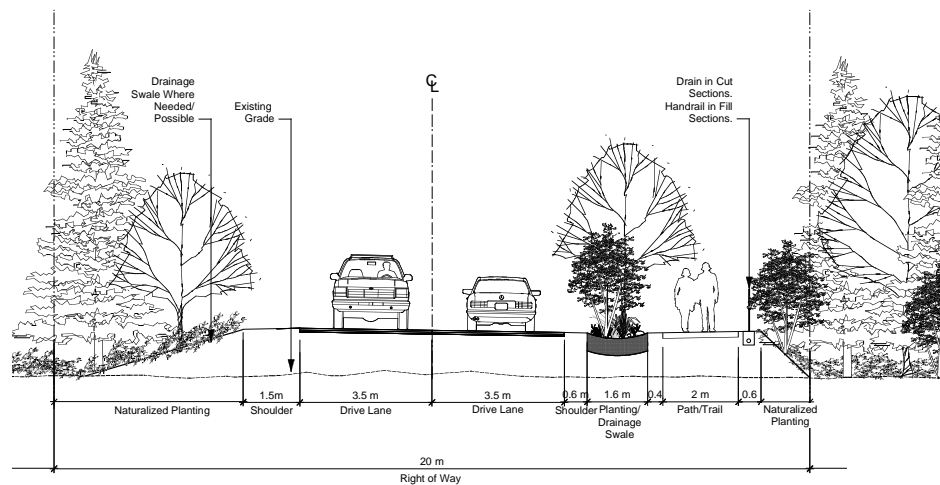 ℄
Drainage
Swale Where
Needed/
Possible
Existing
Grade
Drain in Cut
Sections.
Handrail in Fill
Sections.
1.5m
3.5 m
3.5 m
0.6 m
1.6 m
0.4
2 m
0.6
Naturalized Planting
Shoulder
Drive Lane
Drive Lane
Shoulder
Planting/
Drainage
Swale
Path/Trail
Naturalized
Planting
20 m
Right of Way